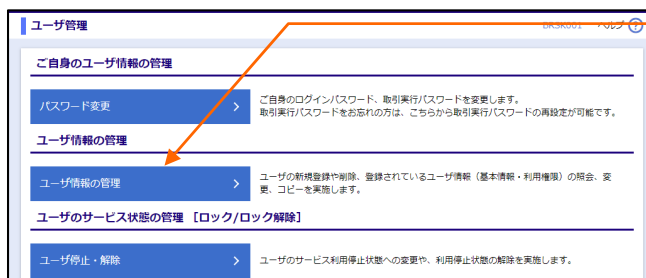 ユーザ管理
BKSK001 ヘルプ ?
ご自身のユーザ情報の管理
パスワード変更
ご自身のログインパスワード、取引実行パスワードを変更します。
取引実行パスワードをお忘れの方は、こちらから取引実行パスワードの再設定が可能です。
ユーザ情報の管理
ユーザ情報の管理
ユーザの新規登録や削除、登録されているユーザ情報（基本情報・利用権限）の照会、変
更、コピーを実施します。
ユーザのサービス状態の管理 ［ロック/ロック解除］
ユーザ停止・解除
ユーザのサービス利用停止状態への変更や、利用停止状態の解除を実施します。